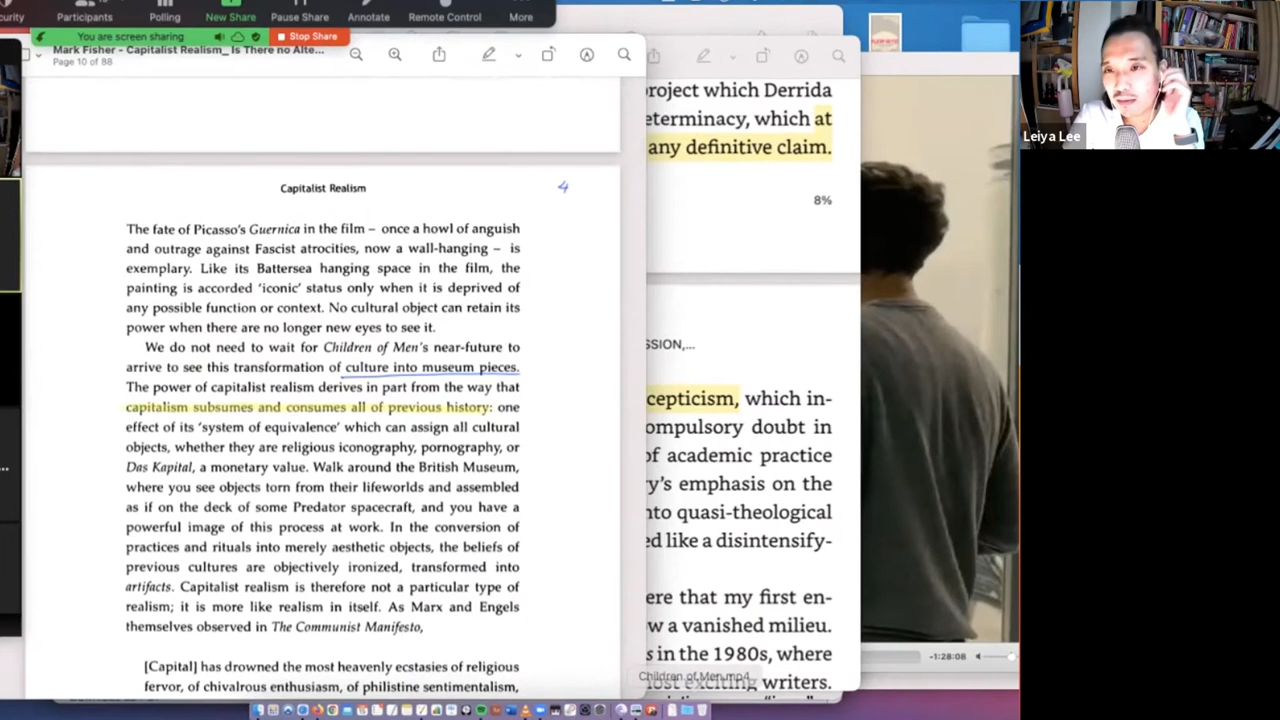 curity
Participants
Polling
New Share
Pause Share
Annotate
Remote Control
More
You are screen sharing
Stop Share
Mark Fisher - Capitalist Realism_ Is There no Alte...
Page 10 of 88
Capitalist Realism
4
The fate of Picasso's Guernica in the film – once a howl of anguish
and outrage against Fascist atrocities, now a wall-hanging – is
exemplary. Like its Battersea hanging space in the film, the
painting is accorded 'iconic' status only when it is deprived of
any possible function or context. No cultural object can retain its
power when there are no longer new eyes to see it.
We do not need to wait for Children of Men's near-future to
arrive to see this transformation of culture into museum pieces.
The power of capitalist realism derives in part from the way that
capitalism subsumes and consumes all of previous history: one
effect of its 'system of equivalence' which can assign all cultural
objects, whether they are religious iconography, pornography, or
Das Kapital, a monetary value. Walk around the British Museum,
where you see objects torn from their lifeworlds and assembled
as if on the deck of some Predator spacecraft, and you have a
powerful image of this process at work. In the conversion of
practices and rituals into merely aesthetic objects, the beliefs of
previous cultures are objectively ironized, transformed into
artifacts. Capitalist realism is therefore not a particular type of
realism; it is more like realism in itself. As Marx and Engels
themselves observed in The Communist Manifesto,
[Capital] has drowned the most heavenly ecstasies of religious
fervor, of chivalrous enthusiasm, of philistine sentimentalism,
roject which Derrida
eterminacy, which at
any definitive claim.
8%
SSION,...
cepticism, which in-
ompulsory doubt in
of academic practice
ry's emphasis on the
nto quasi-theological
ed like a disintensify-
ere that my first en-
w a vanished milieu.
s in the 1980s, where
most exciting writers.
Children of Men.mp4
-1:28:08
Leiya Lee